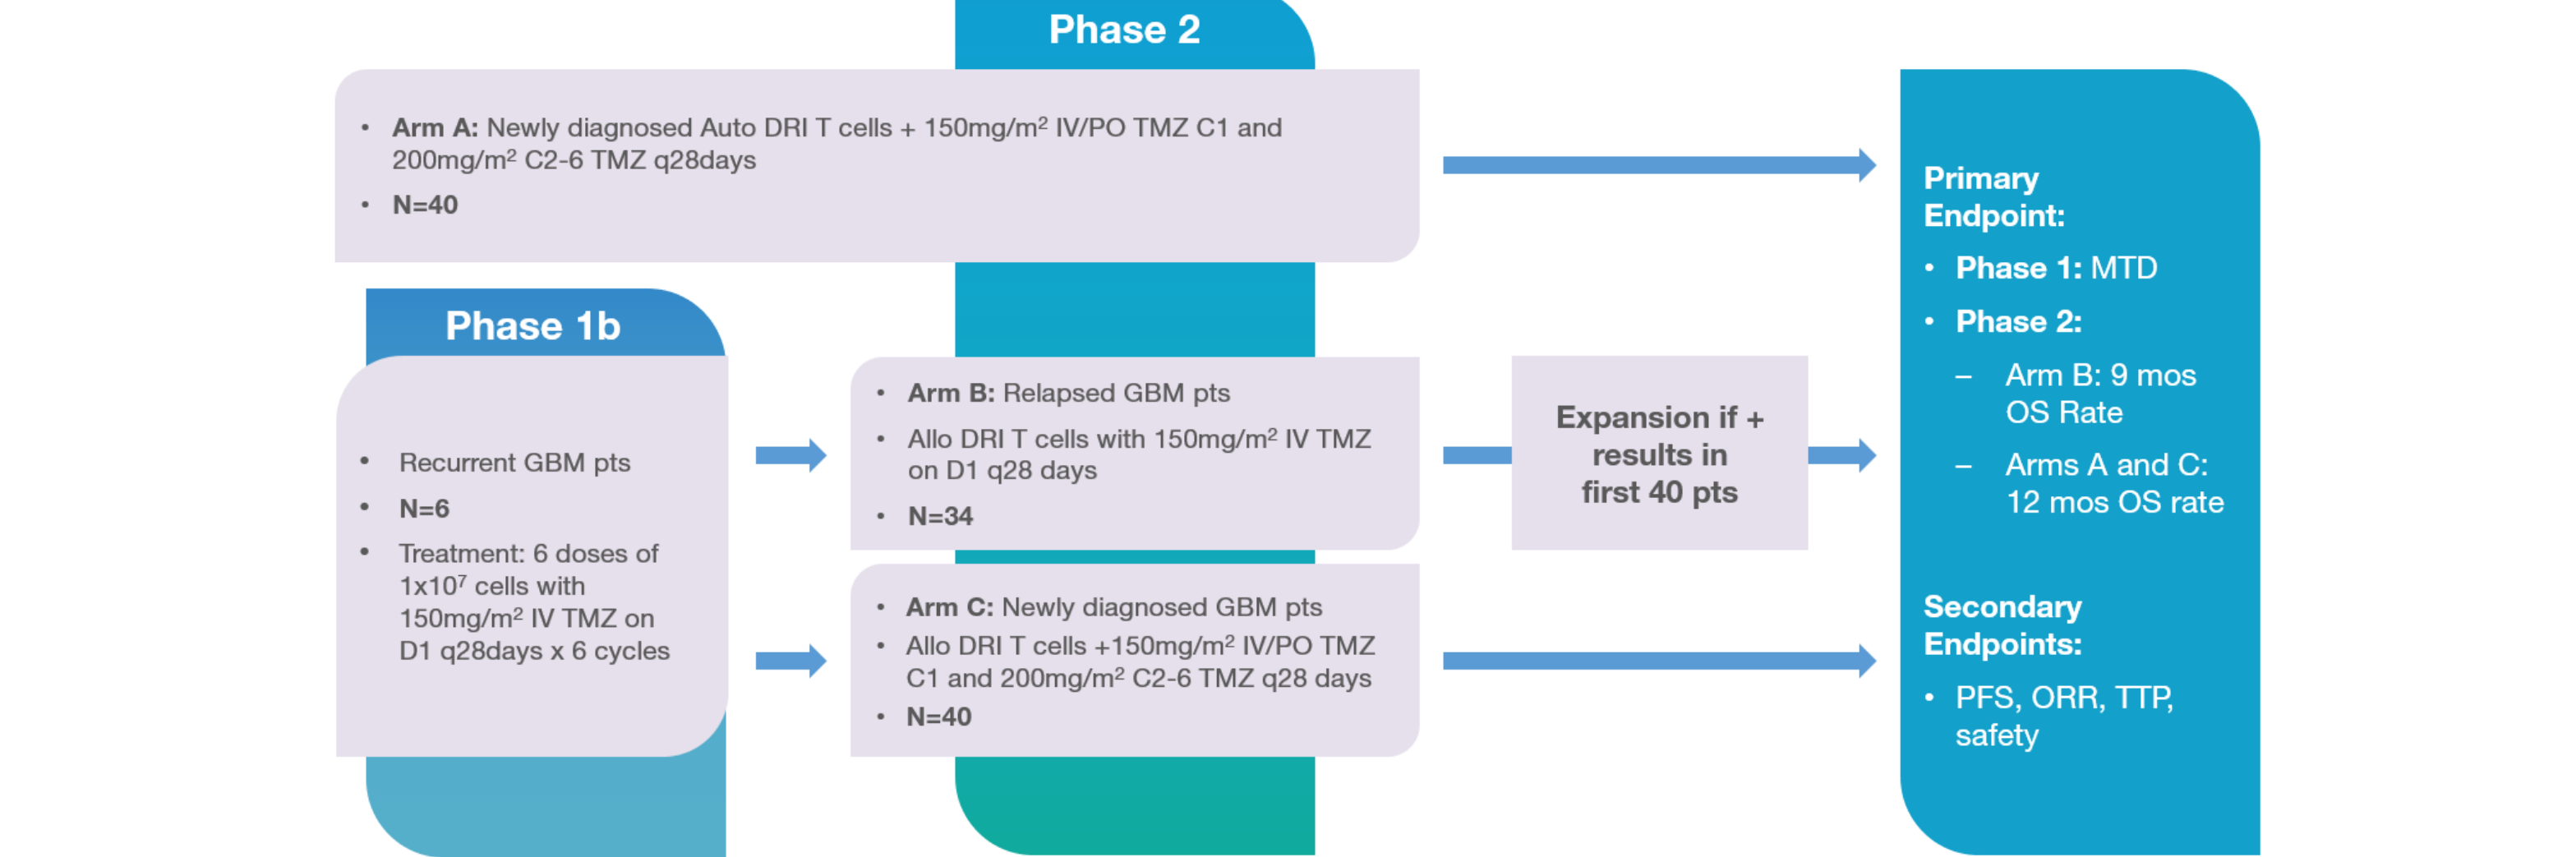 Phase 2
• Arm A: Newly diagnosed Auto DRI T cells + 150mg/m² IV/PO TMZ C1 and
200mg/m² C2-6 TMZ q28days
• N=40
Phase 1b
• Recurrent GBM pts
• N=6
• Treatment: 6 doses of
1x10⁷ cells with
150mg/m² IV TMZ on
D1 q28days x 6 cycles
• Arm B: Relapsed GBM pts
• Allo DRI T cells with 150mg/m² IV TMZ
on D1 q28 days
• N=34
• Arm C: Newly diagnosed GBM pts
• Allo DRI T cells +150mg/m² IV/PO TMZ
C1 and 200mg/m² C2-6 TMZ q28 days
• N=40
Expansion if +
results in
first 40 pts
Primary
Endpoint:
• Phase 1: MTD
• Phase 2:
– Arm B: 9 mos
OS Rate
– Arms A and C:
12 mos OS rate
Secondary
Endpoints:
• PFS, ORR, TTP,
safety